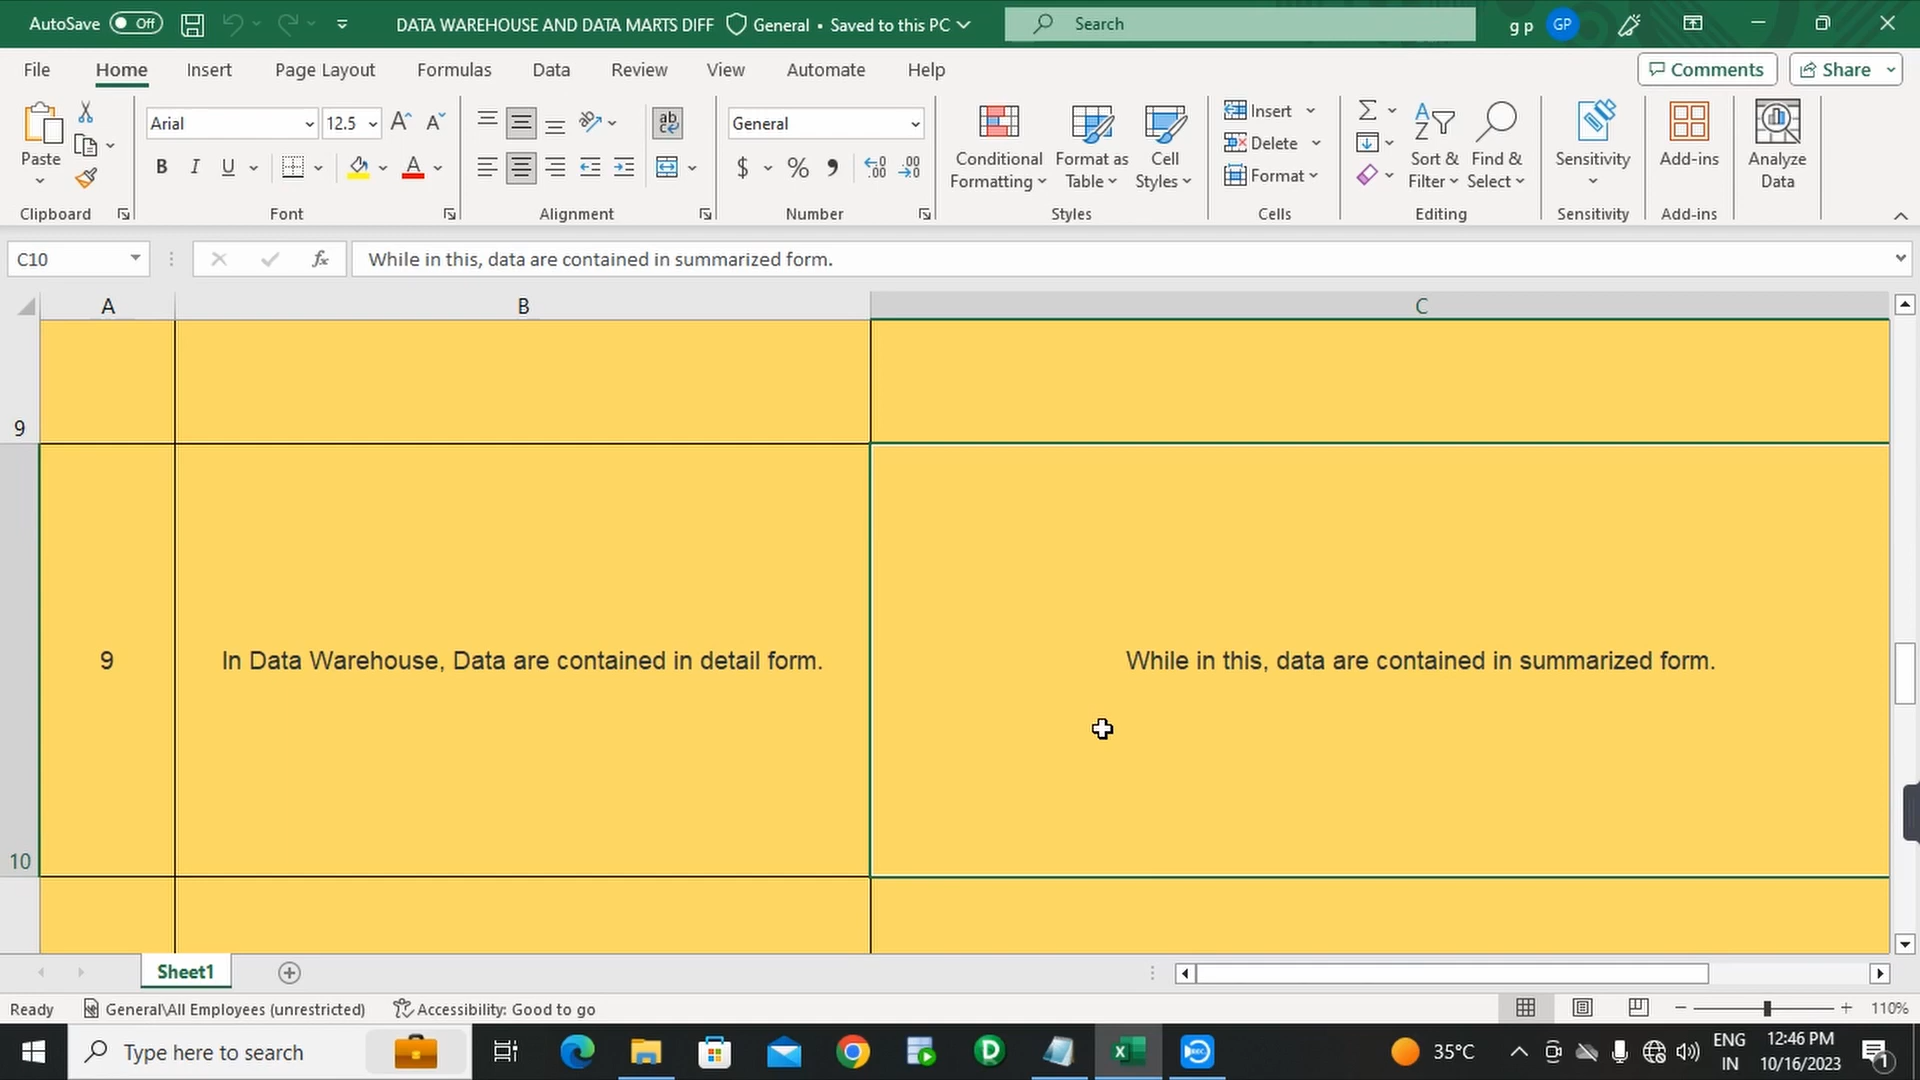 AutoSave Off DATA WAREHOUSE AND DATA MARTS DIFF General • Saved to this PC Search g p GP
File Home Insert Page Layout Formulas Data Review View Automate Help Comments Share
Paste
Arial 12.5
B I U A
ab
General
$ %
Conditional Formatting
Format as Table
Cell Styles
Insert
Delete
Format
Sort & Filter
Find & Select
Sensitivity
Add-ins
Analyze Data
Clipboard Font Alignment Number Styles Cells Editing Sensitivity Add-ins
C10 fx While in this, data are contained in summarized form.
A B C
9
9 In Data Warehouse, Data are contained in detail form. While in this, data are contained in summarized form.
10
Sheet1
Ready General\All Employees (unrestricted) Accessibility: Good to go 110%
Type here to search 35°C ENG 12:46 PM
IN 10/16/2023 1